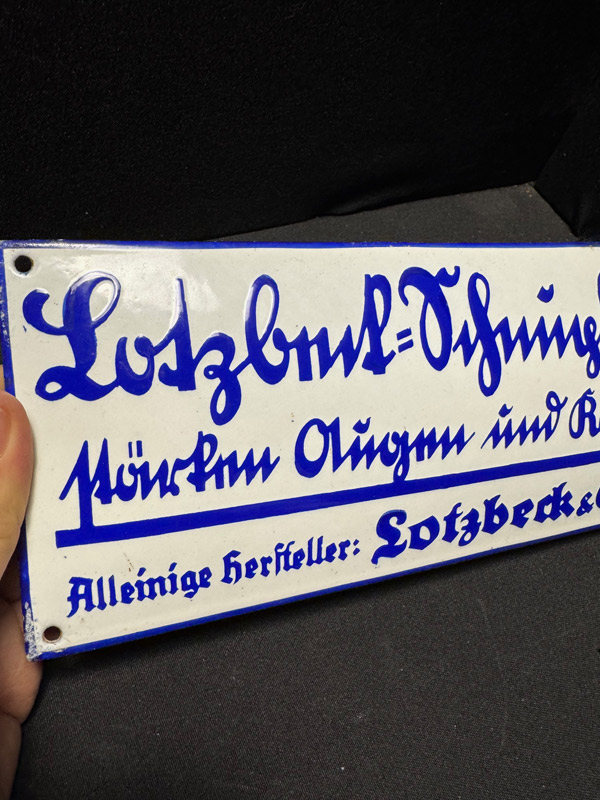 Lotzbeck=Schnupf
stärken Augen und K
Alleinige Hersteller: Lotzbeck &